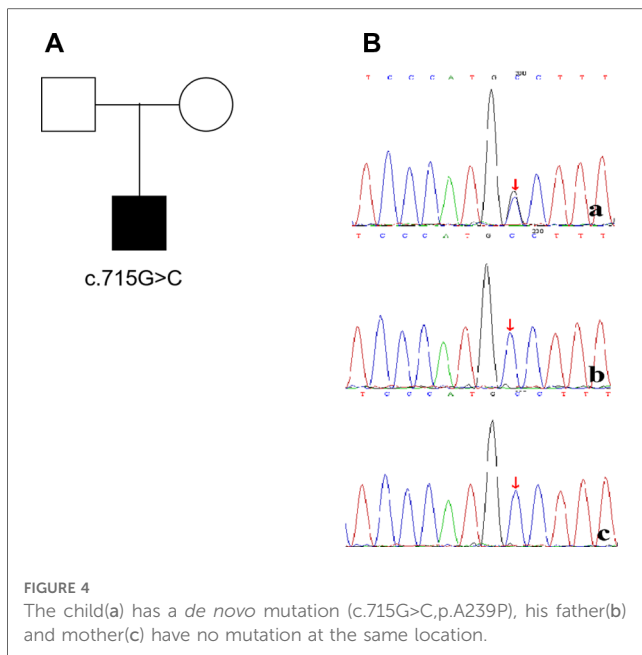 A
B
T C C C A T G C C T T T
a
c.715G>C
T C C C A T G C C T T T
330
b
T C C C A T G C C T T T
c
FIGURE 4
The child(a) has a de novo mutation (c.715G>C,p.A239P), his father(b)
and mother(c) have no mutation at the same location.